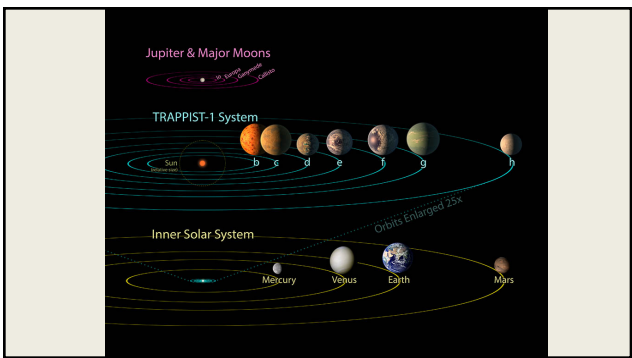 Jupiter & Major Moons
Io Europa Ganymede Callisto
TRAPPIST-1 System
Sun
b c d e f g h
Orbits Enlarged 25x
Inner Solar System
Mercury Venus Earth Mars